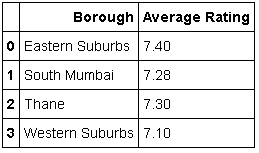 Borough Average Rating
0 Eastern Suburbs 7.40
1 South Mumbai 7.28
2 Thane 7.30
3 Western Suburbs 7.10